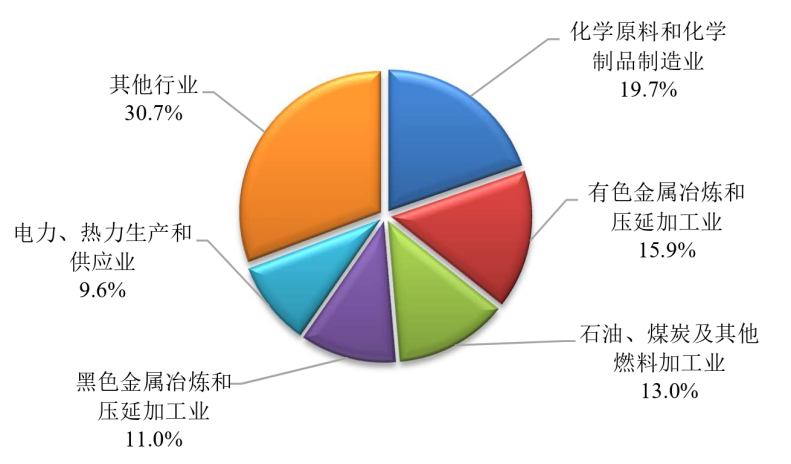 化学原料和化学
制品制造业
19.7%
有色金属冶炼和
压延加工业
15.9%
石油、煤炭及其他
燃料加工业
13.0%
黑色金属冶炼和
压延加工业
11.0%
电力、热力生产和
供应业
9.6%
其他行业
30.7%